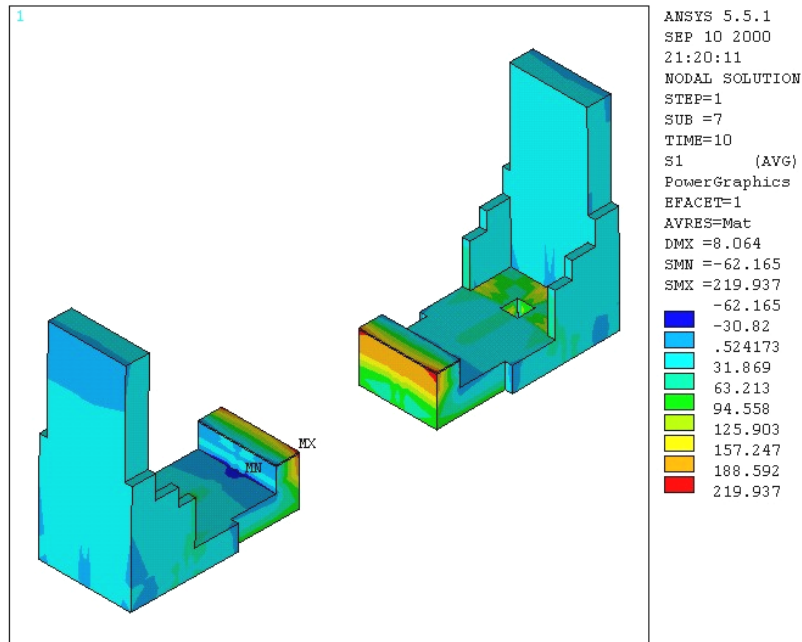 1
ANSYS 5.5.1
SEP 10 2000
21:20:11
NODAL SOLUTION
STEP=1
SUB =7
TIME=10
S1 (AVG)
PowerGraphics
EFACET=1
AVRES=Mat
DMX =8.064
SMN =-62.165
SMX =219.937
-62.165
-30.82
.524173
31.869
63.213
94.558
125.903
157.247
188.592
219.937
MX
MN